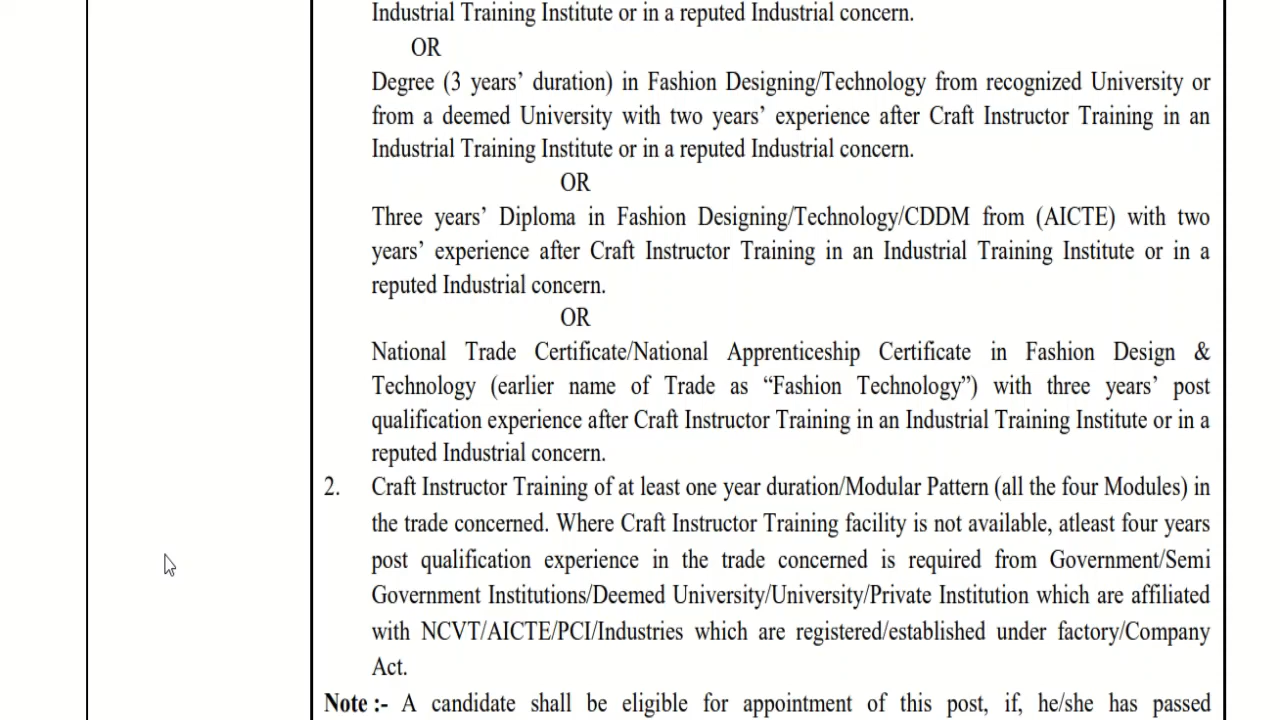 Industrial Training Institute or in a reputed Industrial concern.
OR
Degree (3 years’ duration) in Fashion Designing/Technology from recognized University or
from a deemed University with two years’ experience after Craft Instructor Training in an
Industrial Training Institute or in a reputed Industrial concern.
OR
Three years’ Diploma in Fashion Designing/Technology/CDDM from (AICTE) with two
years’ experience after Craft Instructor Training in an Industrial Training Institute or in a
reputed Industrial concern.
OR
National Trade Certificate/National Apprenticeship Certificate in Fashion Design &
Technology (earlier name of Trade as “Fashion Technology”) with three years’ post
qualification experience after Craft Instructor Training in an Industrial Training Institute or in a
reputed Industrial concern.
2. Craft Instructor Training of at least one year duration/Modular Pattern (all the four Modules) in
the trade concerned. Where Craft Instructor Training facility is not available, atleast four years
post qualification experience in the trade concerned is required from Government/Semi
Government Institutions/Deemed University/University/Private Institution which are affiliated
with NCVT/AICTE/PCI/Industries which are registered/established under factory/Company
Act.
Note :- A candidate shall be eligible for appointment of this post, if, he/she has passed